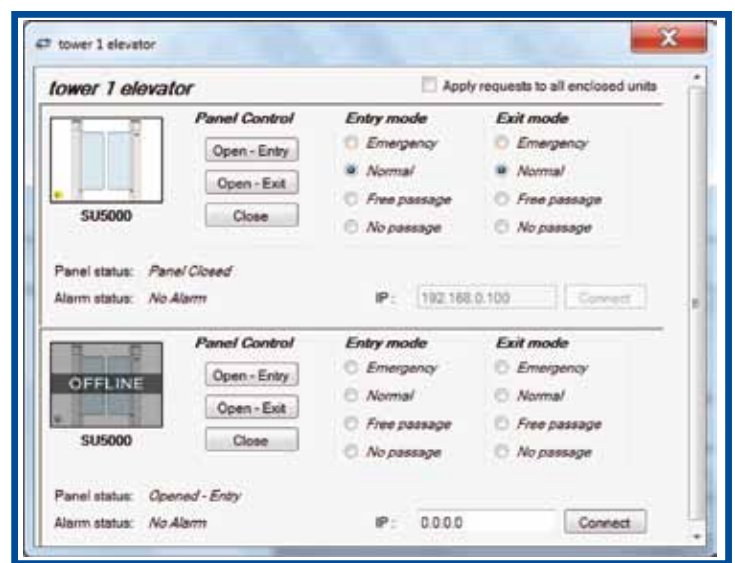 tower 1 elevator
tower 1 elevator
Apply requests to all enclosed units
Panel Control Entry mode Exit mode
Open - Entry Emergency Emergency
Open - Exit Normal Normal
Close Free passage Free passage
No passage No passage
SU5000
Panel status: Panel Closed
Alarm status: No Alarm IP: 192.168.0.100 Connect
Panel Control Entry mode Exit mode
Open - Entry Emergency Emergency
OFFLINE
Open - Exit Normal Normal
Close Free passage Free passage
SU5000
No passage No passage
Panel status: Opened - Entry
Alarm status: No Alarm IP: 0.0.0.0 Connect